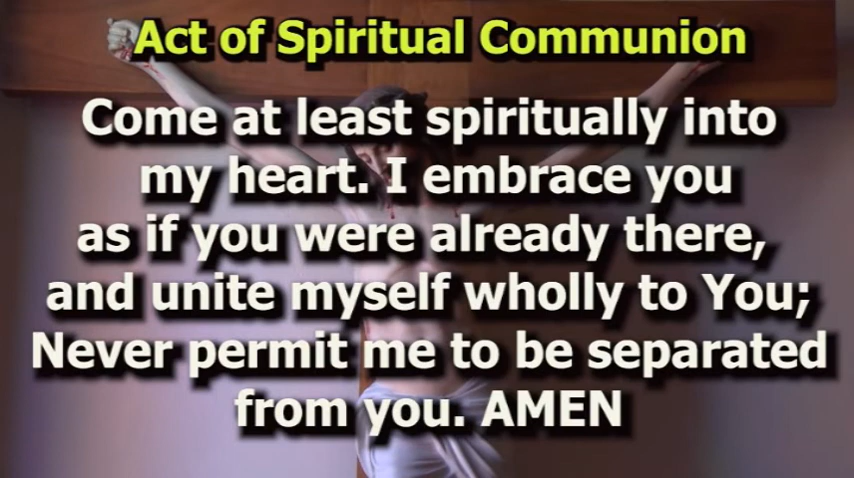 Act of Spiritual Communion
Come at least spiritually into
my heart. I embrace you
as if you were already there,
and unite myself wholly to You;
Never permit me to be separated
from you. AMEN